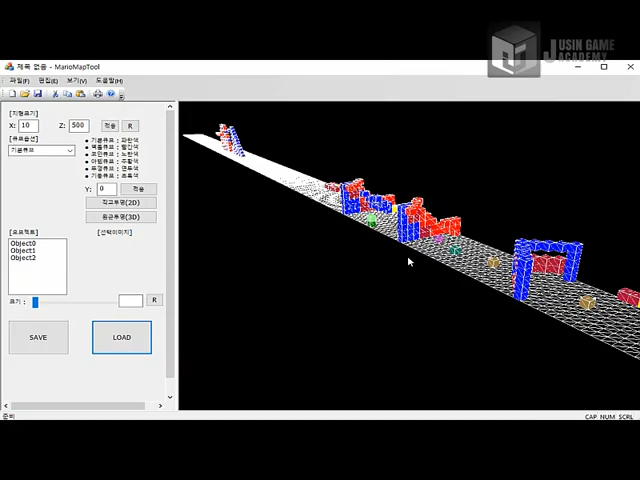 JUSIN GAME
ACADEMY
제목 없음 - MarioMapTool
파일(F) 편집(E) 보기(V) 도움말(H)
[지형크기]
X: 10 Z: 500 적용 R
[큐브옵션]
기본큐브
기본큐브 : 파란색
벽돌큐브 : 빨간색
코인큐브 : 노란색
아템큐브 : 주황색
뚜껑큐브 : 연두색
기둥큐브 : 초록색
Y: 0 적용
직교투영(2D)
원근투영(3D)
[오브젝트] [선택이미지]
Object0
Object1
Object2
크기 : R
SAVE LOAD
준비 CAP NUM SCRL